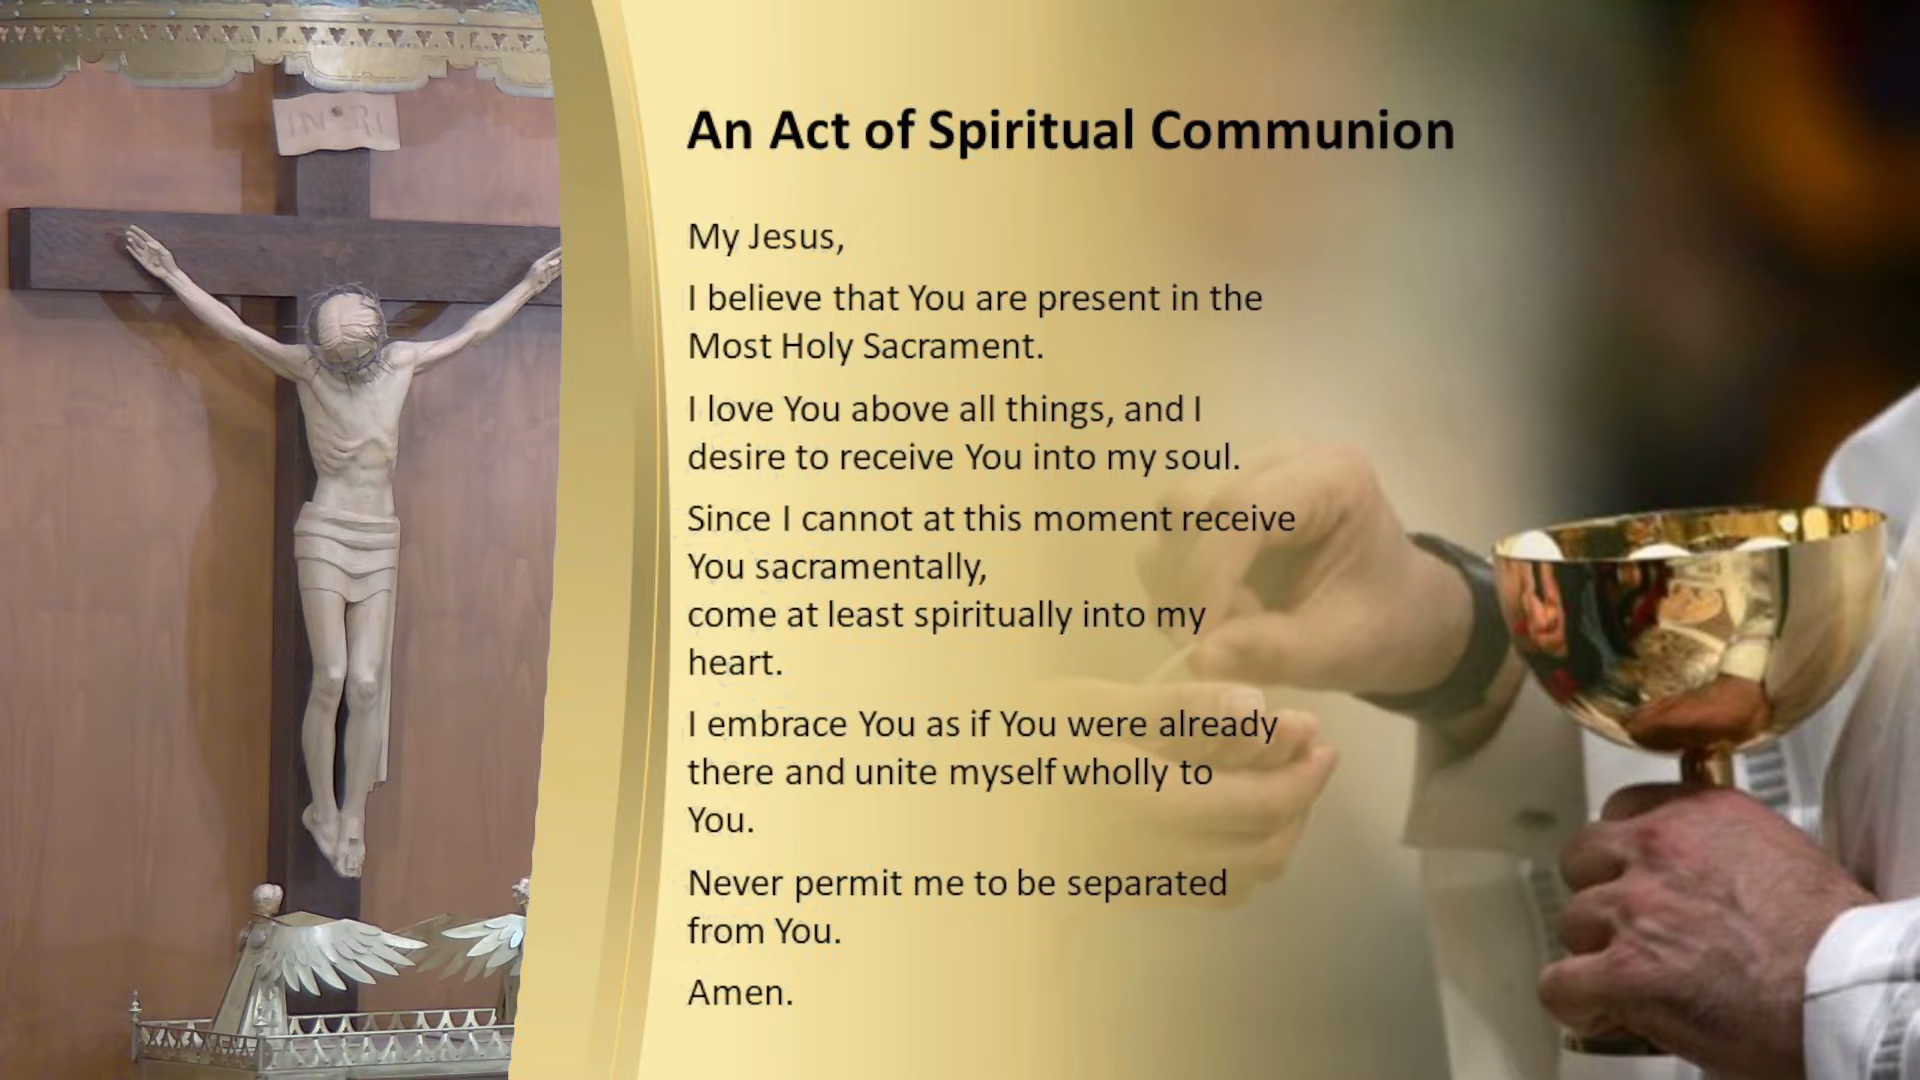 INRI
An Act of Spiritual Communion
My Jesus,
I believe that You are present in the
Most Holy Sacrament.
I love You above all things, and I
desire to receive You into my soul.
Since I cannot at this moment receive
You sacramentally,
come at least spiritually into my
heart.
I embrace You as if You were already
there and unite myself wholly to
You.
Never permit me to be separated
from You.
Amen.